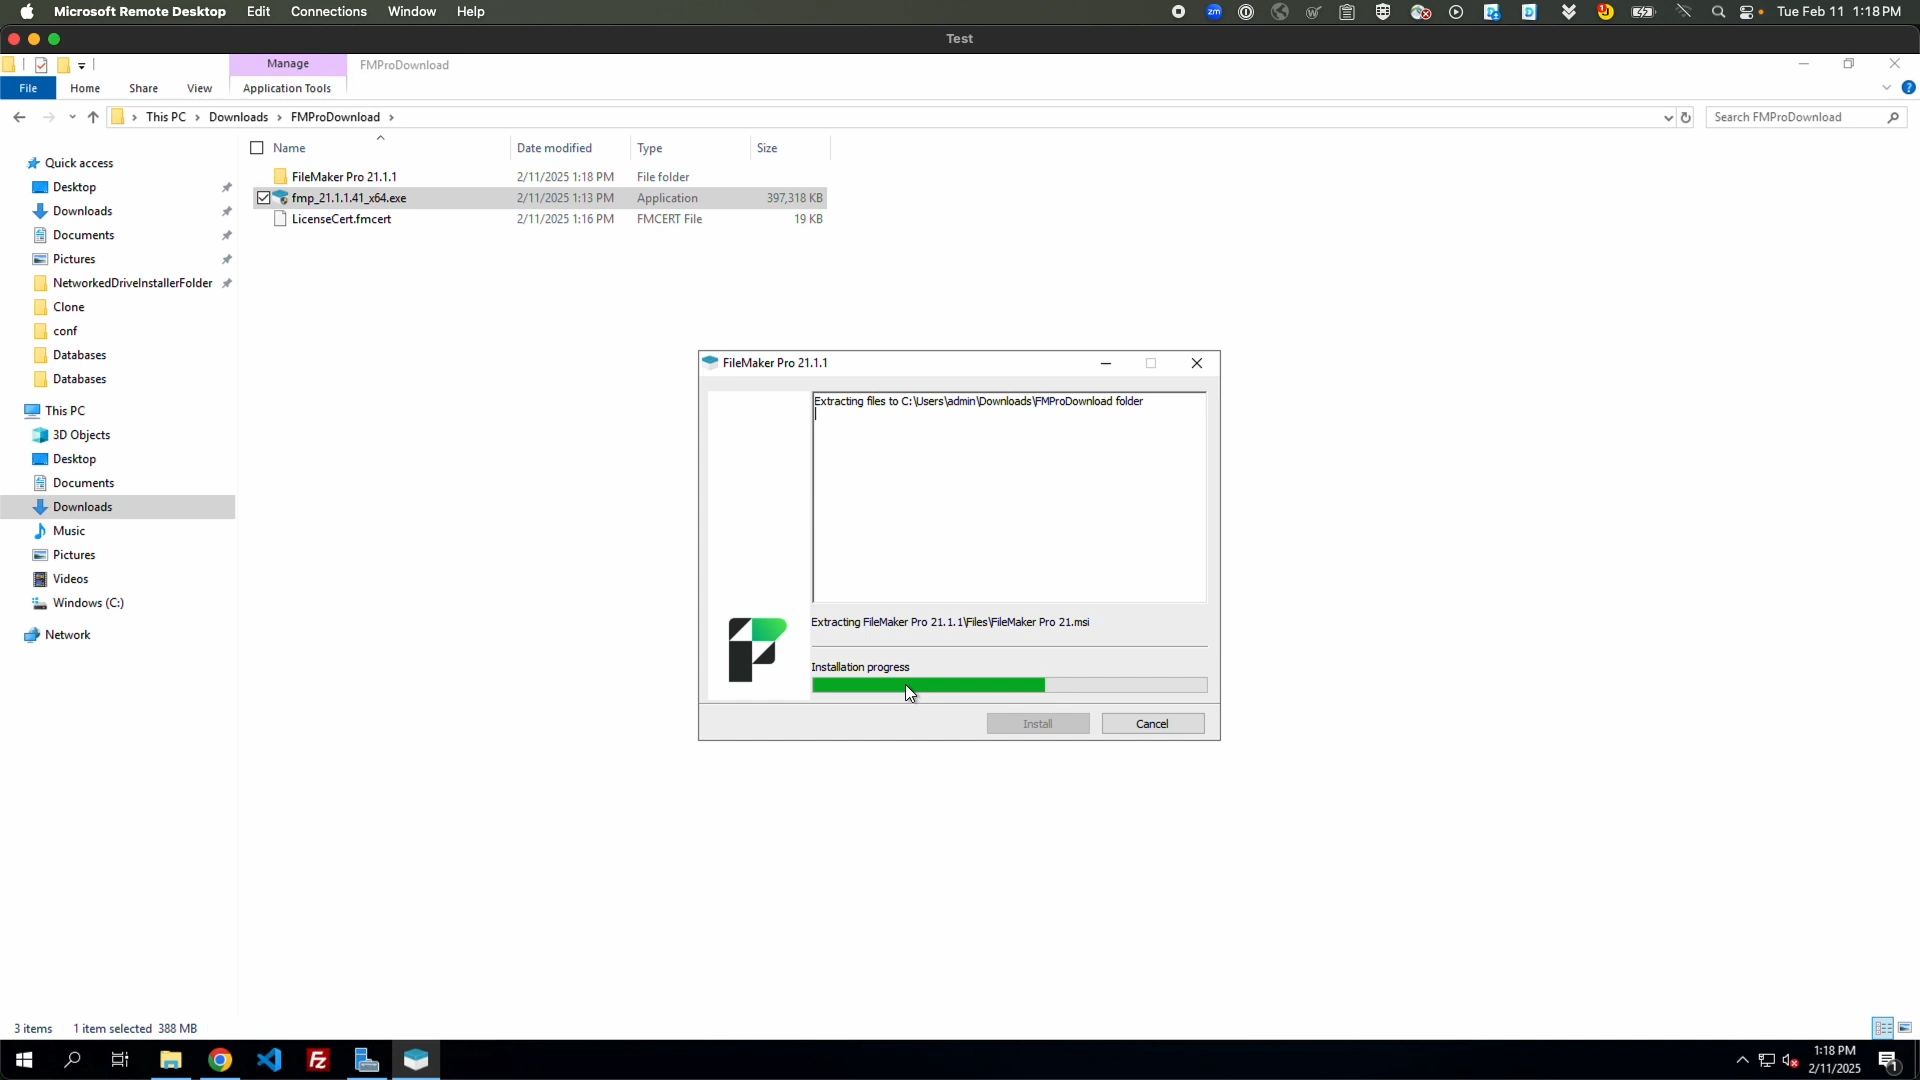 Microsoft Remote Desktop Edit Connections Window Help
zm
Tue Feb 11 1:18 PM
Test
Manage FMProDownload
File Home Share View Application Tools
This PC > Downloads > FMProDownload >
Search FMProDownload
Name Date modified Type Size
FileMaker Pro 21.1.1 2/11/2025 1:18 PM File folder
fmp_21.1.1.41_x64.exe 2/11/2025 1:13 PM Application 397,318 KB
LicenseCert.fmcert 2/11/2025 1:16 PM FMCERT File 19 KB
Quick access
Desktop
Downloads
Documents
Pictures
NetworkedDriveInstallerFolder
Clone
conf
Databases
Databases
This PC
3D Objects
Desktop
Documents
Downloads
Music
Pictures
Videos
Windows (C:)
Network
FileMaker Pro 21.1.1
Extracting files to C:\Users\admin\Downloads\FMProDownload folder
Extracting FileMaker Pro 21.1.1\Files\FileMaker Pro 21.msi
Installation progress
Install Cancel
3 items 1 item selected 388 MB
1:18 PM
2/11/2025
1